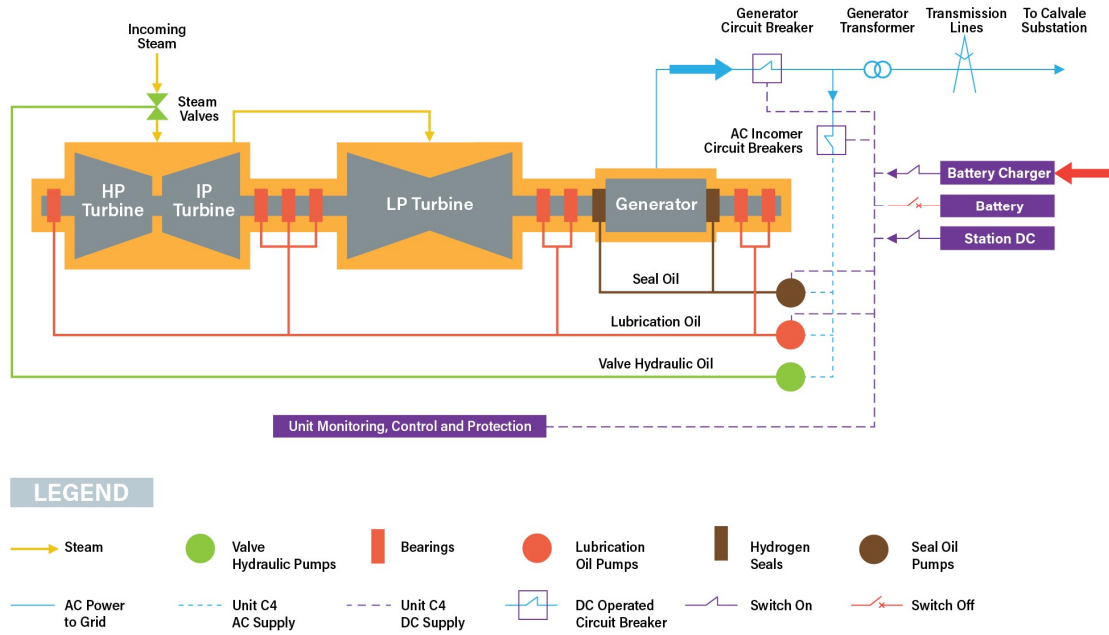 Incoming
Steam
Steam
Valves
Generator
Circuit Breaker
Generator
Transformer
Transmission
Lines
To Calvale
Substation
AC Incomer
Circuit Breakers
Battery Charger
Battery
Station DC
HP
Turbine
IP
Turbine
LP Turbine
Generator
Seal Oil
Lubrication Oil
Valve Hydraulic Oil
Unit Monitoring, Control and Protection
LEGEND
Steam
Valve
Hydraulic Pumps
Bearings
Lubrication
Oil Pumps
Hydrogen
Seals
Seal Oil
Pumps
AC Power
to Grid
Unit C4
AC Supply
Unit C4
DC Supply
DC Operated
Circuit Breaker
Switch On
Switch Off